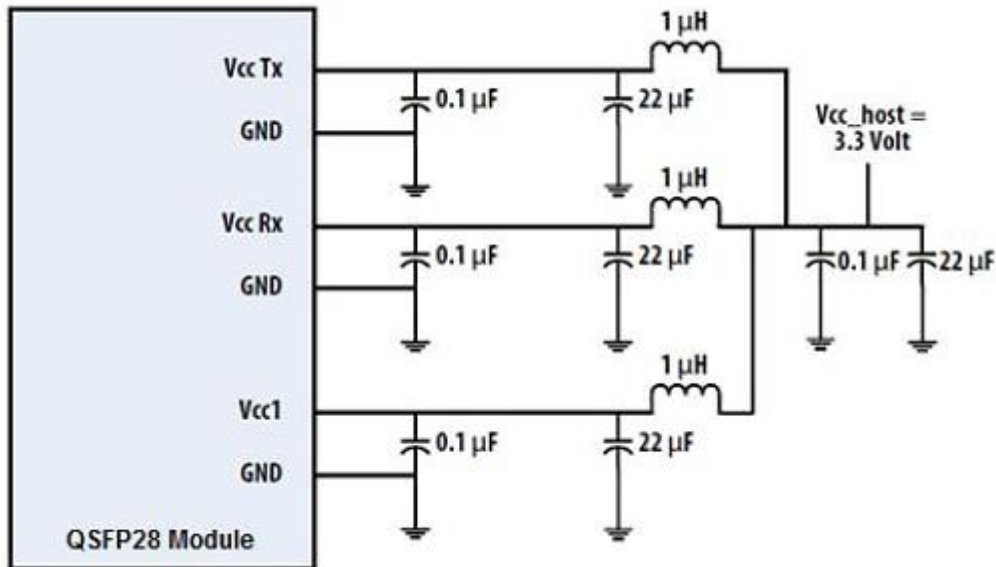 1 µH
Vcc Tx
0.1 µF
22 µF
GND
Vcc_host =
3.3 Volt
1 µH
Vcc Rx
0.1 µF
22 µF
0.1 µF
22 µF
GND
1 µH
Vcc1
0.1 µF
22 µF
GND
QSFP28 Module